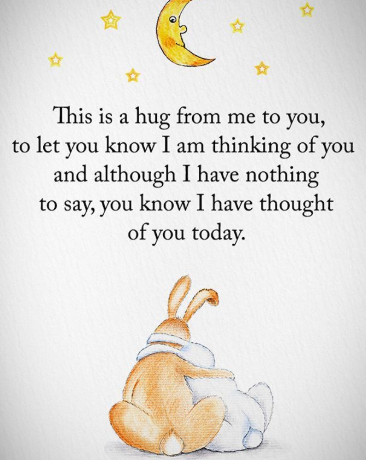 This is a hug from me to you,
to let you know I am thinking of you
and although I have nothing
to say, you know I have thought
of you today.